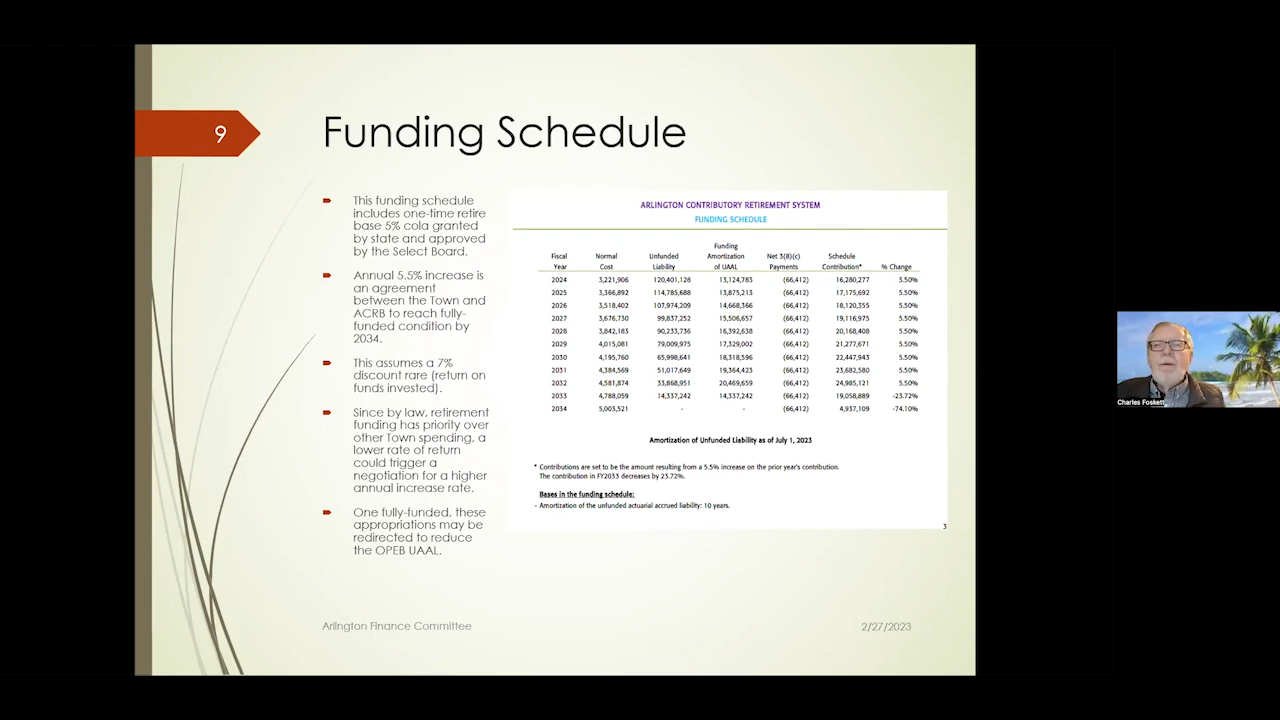 9
Funding Schedule
This funding schedule
includes one-time retire
base 5% cola granted
by state and approved
by the Select Board.
Annual 5.5% increase is
an agreement
between the Town and
ACRB to reach fully-
funded condition by
2034.
This assumes a 7%
discount rare (return on
funds invested).
Since by law, retirement
funding has priority over
other Town spending, a
lower rate of return
could trigger a
negotiation for a higher
annual increase rate.
One fully-funded, these
appropriations may be
redirected to reduce
the OPEB UAAL.
ARLINGTON CONTRIBUTORY RETIREMENT SYSTEM
FUNDING SCHEDULE
Funding
Fiscal Normal Unfunded Amortization Net 3(8)(c) Schedule
Year Cost Liability of UAAL Payments Contribution* % Change
2024 3,221,906 120,401,128 13,124,783 (66,412) 16,280,277 5.50%
2025 3,366,892 114,785,688 13,875,213 (66,412) 17,175,692 5.50%
2026 3,518,402 107,974,209 14,668,366 (66,412) 18,120,355 5.50%
2027 3,676,730 99,837,252 15,506,657 (66,412) 19,116,975 5.50%
2028 3,842,183 90,233,736 16,392,638 (66,412) 20,168,408 5.50%
2029 4,015,081 79,009,975 17,329,002 (66,412) 21,277,671 5.50%
2030 4,195,760 65,998,641 18,318,596 (66,412) 22,447,943 5.50%
2031 4,384,569 51,017,649 19,364,423 (66,412) 23,682,580 5.50%
2032 4,581,874 33,868,951 20,469,659 (66,412) 24,985,121 5.50%
2033 4,788,059 14,337,242 14,337,242 (66,412) 19,058,889 -23.72%
2034 5,003,521 - - (66,412) 4,937,109 -74.10%
Amortization of Unfunded Liability as of July 1, 2023
* Contributions are set to be the amount resulting from a 5.5% increase on the prior year's contribution.
The contribution in FY2033 decreases by 23.72%.
Bases in the funding schedule:
- Amortization of the unfunded actuarial accrued liability: 10 years.
3
Arlington Finance Committee 2/27/2023
Charles Foskett